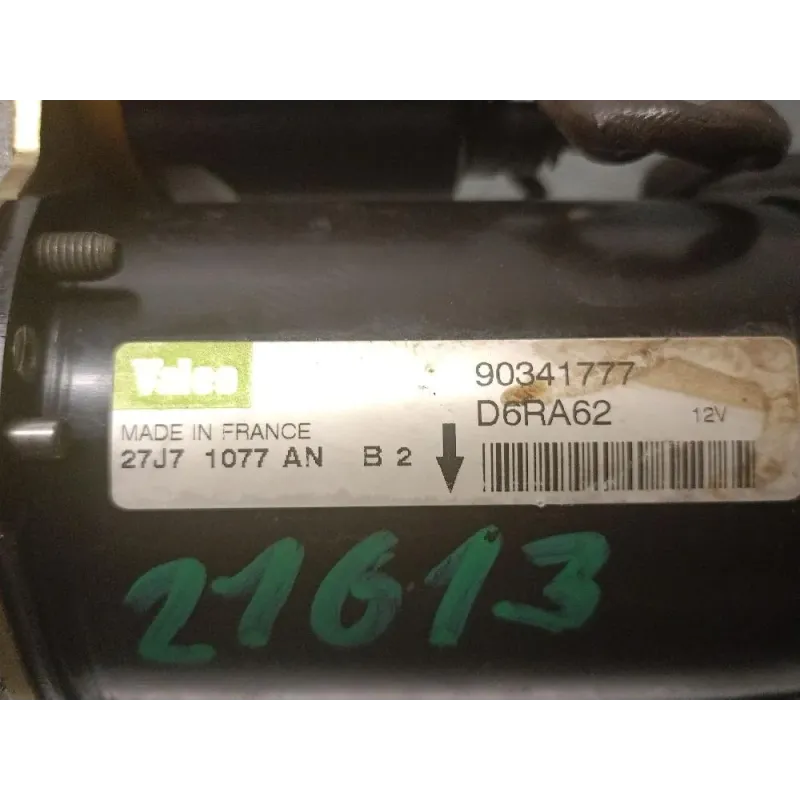 Valeo
90341777
D6RA62 12V
MADE IN FRANCE
27J7 1077 AN B 2
21613